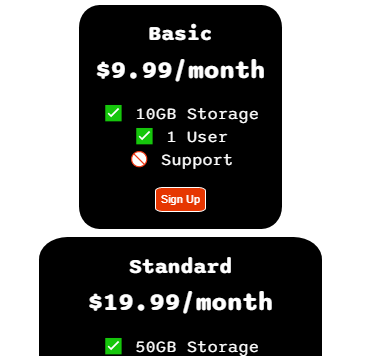 Basic
$9.99/month
✅ 10GB Storage
✅ 1 User
🚫 Support
Sign Up
Standard
$19.99/month
✅ 50GB Storage